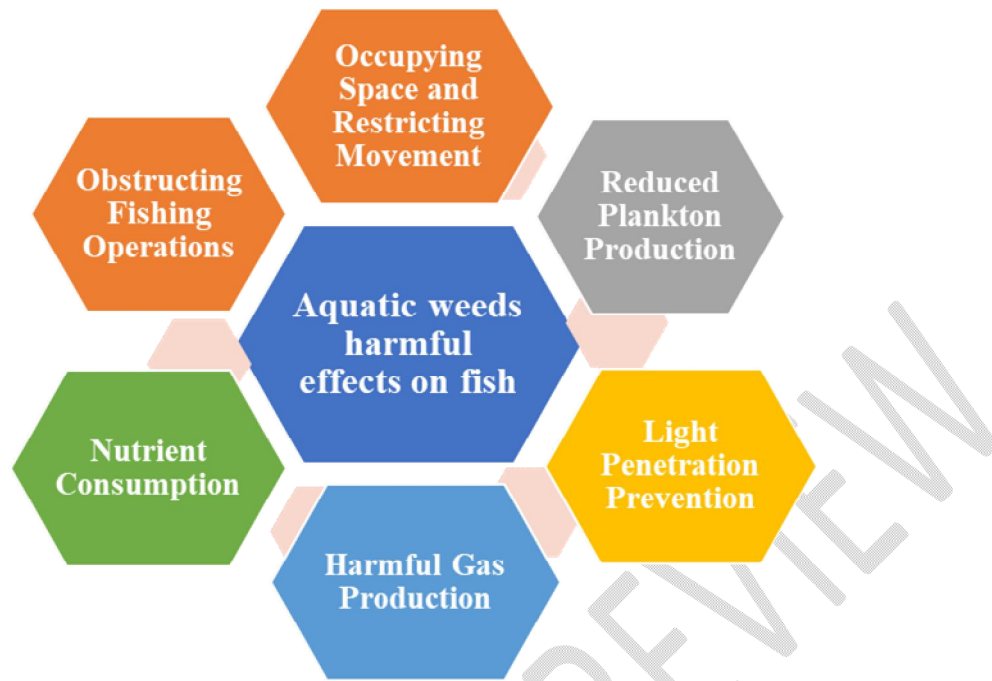 Occupying
Space and
Restricting
Movement
Obstructing
Fishing
Operations
Reduced
Plankton
Production
Aquatic weeds
harmful
effects on fish
Nutrient
Consumption
Light
Penetration
Prevention
Harmful Gas
Production